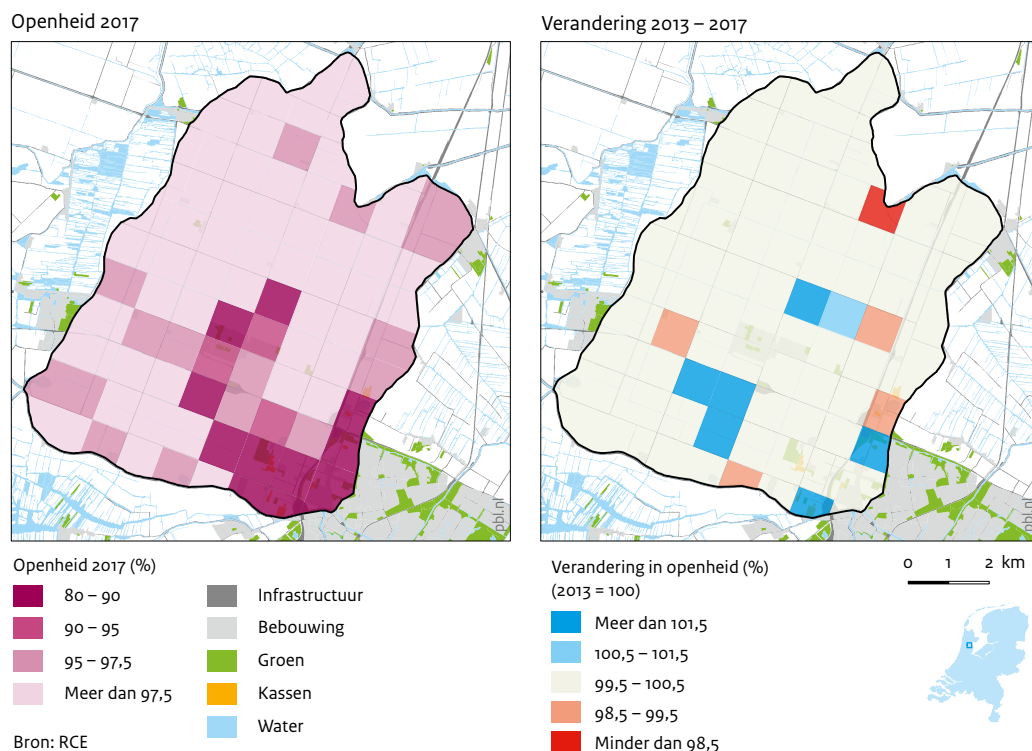 Openheid 2017
Verandering 2013 – 2017
pbl.nl
pbl.nl
Openheid 2017 (%)
80 – 90
90 – 95
95 – 97,5
Meer dan 97,5
Infrastructuur
Bebouwing
Groen
Kassen
Water
Bron: RCE
Verandering in openheid (%)
(2013 = 100)
Meer dan 101,5
100,5 – 101,5
99,5 – 100,5
98,5 – 99,5
Minder dan 98,5
0 1 2 km